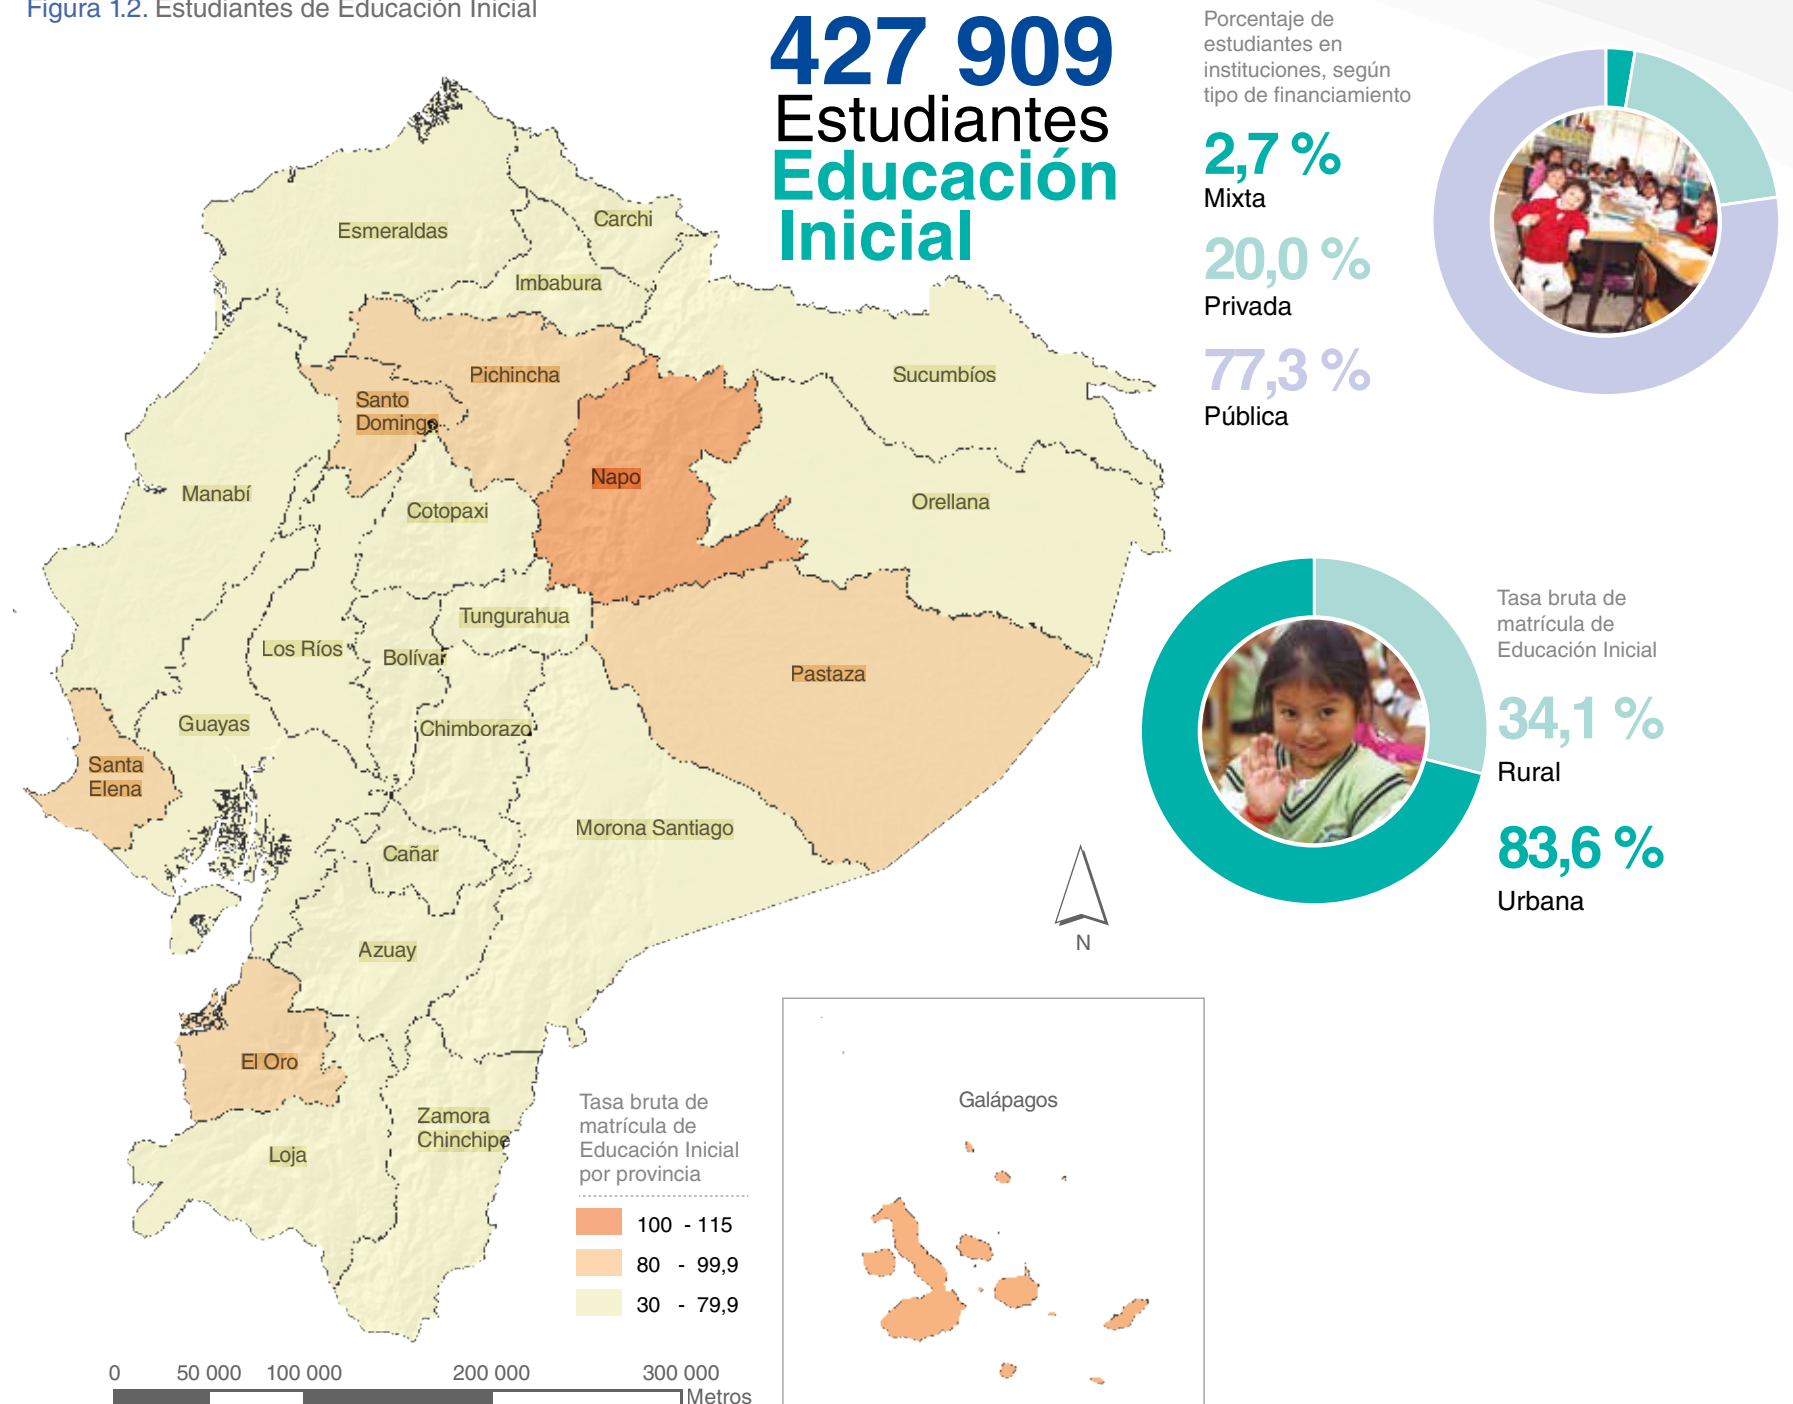 Figura 1.2. Estudiantes de Educación Inicial
427 909
Estudiantes
Educación
Inicial
Porcentaje de
estudiantes en
instituciones, según
tipo de financiamiento
2,7 %
Mixta
20,0 %
Privada
77,3 %
Pública
Esmeraldas
Carchi
Imbabura
Pichincha
Santo
Domingo
Sucumbíos
Napo
Manabí
Cotopaxi
Orellana
Tungurahua
Los Ríos
Bolívar
Pastaza
Guayas
Chimborazo
Santa
Elena
Morona Santiago
Cañar
Azuay
El Oro
Zamora
Chinchipe
Loja
Tasa bruta de
matrícula de
Educación Inicial
34,1 %
Rural
83,6 %
Urbana
N
Galápagos
Tasa bruta de
matrícula de
Educación Inicial
por provincia
100 - 115
80 - 99,9
30 - 79,9
0 50 000 100 000 200 000 300 000
Metros